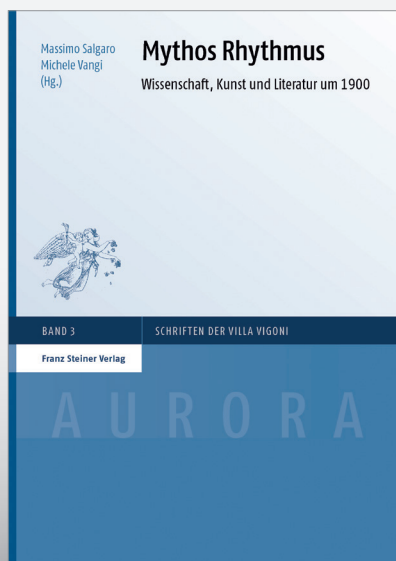 Massimo Salgaro
Michele Vangi
(Hg.)
Mythos Rhythmus
Wissenschaft, Kunst und Literatur um 1900
BAND 3
SCHRIFTEN DER VILLA VIGONI
Franz Steiner Verlag
AURORA